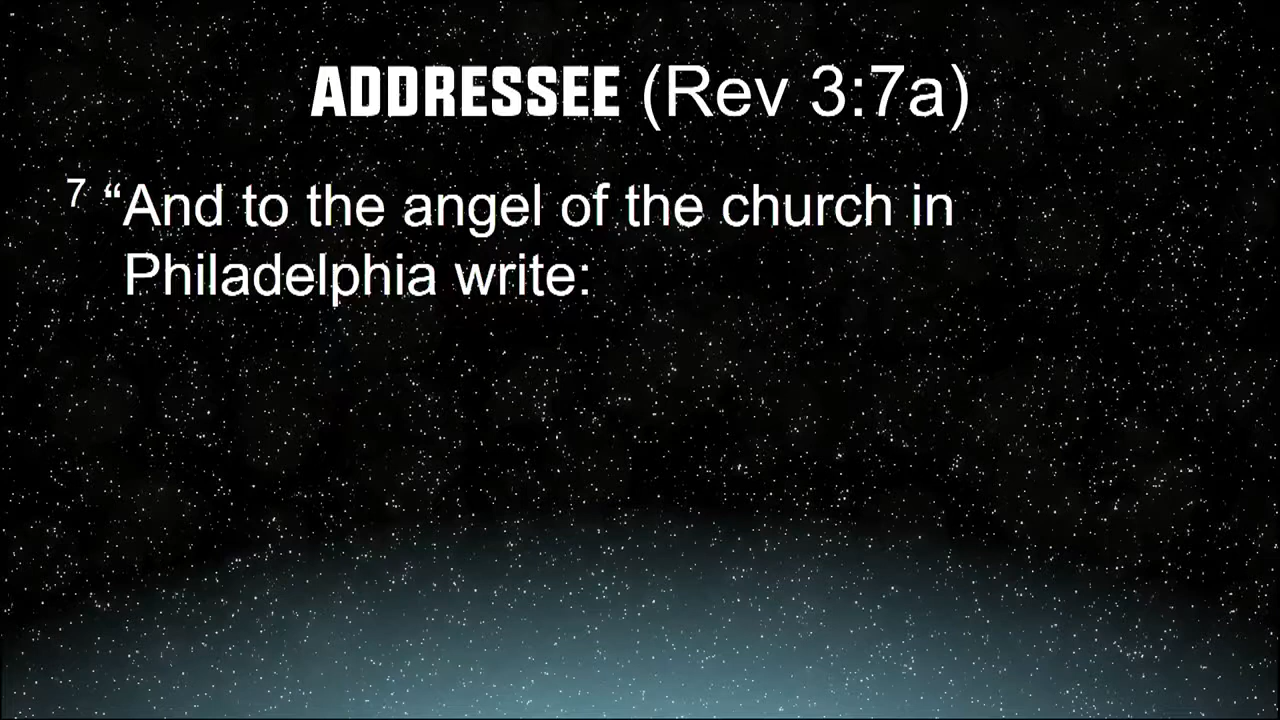 ADDRESSEE (Rev 3:7a)
7 “And to the angel of the church in
Philadelphia write: